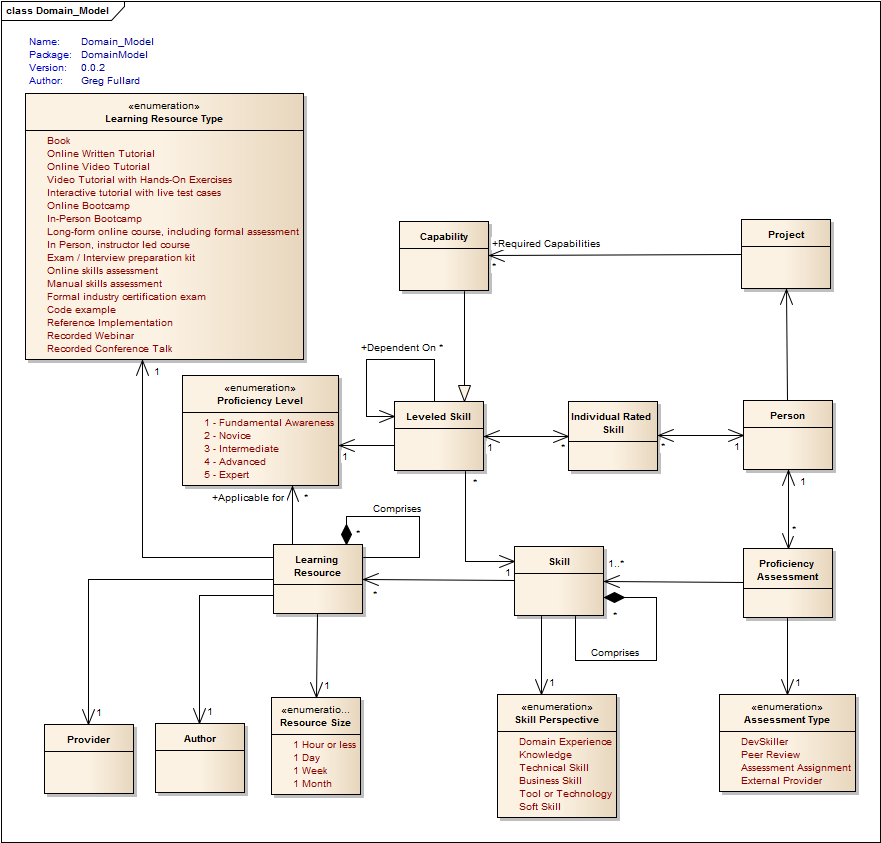 class Domain_Model
Name: Domain_Model
Package: DomainModel
Version: 0.0.2
Author: Greg Fullard
«enumeration»
Learning Resource Type
Book
Online Written Tutorial
Online Video Tutorial
Video Tutorial with Hands-On Exercises
Interactive tutorial with live test cases
Online Bootcamp
In-Person Bootcamp
Long-form online course, including formal assessment
In Person, instructor led course
Exam / Interview preparation kit
Online skills assessment
Manual skills assessment
Formal industry certification exam
Code example
Reference Implementation
Recorded Webinar
Recorded Conference Talk
1
Capability
+Required Capabilities
*
Project
+Dependent On *
«enumeration»
Proficiency Level
1 - Fundamental Awareness
2 - Novice
3 - Intermediate
4 - Advanced
5 - Expert
1
+Applicable for *
Leveled Skill
1
*
*
Individual Rated
Skill
*
1
Person
1
*
Comprises
*
Learning
Resource
*
Skill
1
1..*
*
Comprises
Proficiency
Assessment
1
1
1
1
1
Provider
Author
«enumeratio...
Resource Size
1 Hour or less
1 Day
1 Week
1 Month
«enumeration»
Skill Perspective
Domain Experience
Knowledge
Technical Skill
Business Skill
Tool or Technology
Soft Skill
«enumeration»
Assessment Type
DevSkiller
Peer Review
Assessment Assignment
External Provider